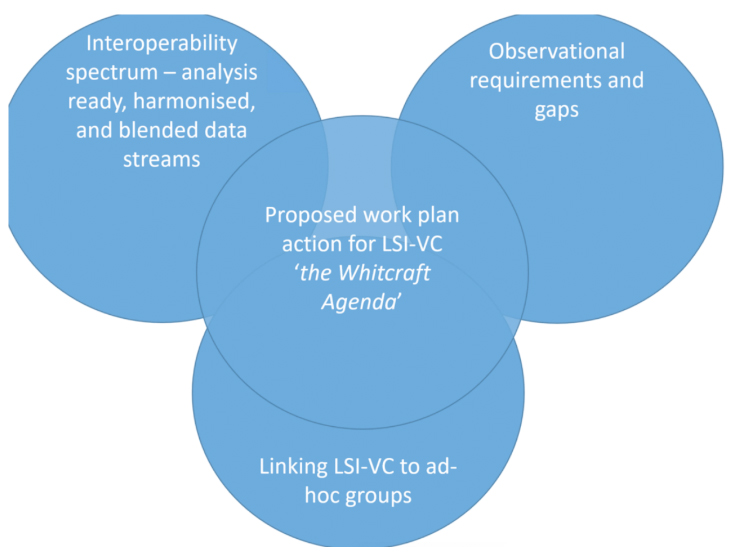 Interoperability
spectrum – analysis
ready, harmonised,
and blended data
streams
Observational
requirements and
gaps
Proposed work plan
action for LSI-VC
‘the Whitcraft
Agenda’
Linking LSI-VC to ad-
hoc groups